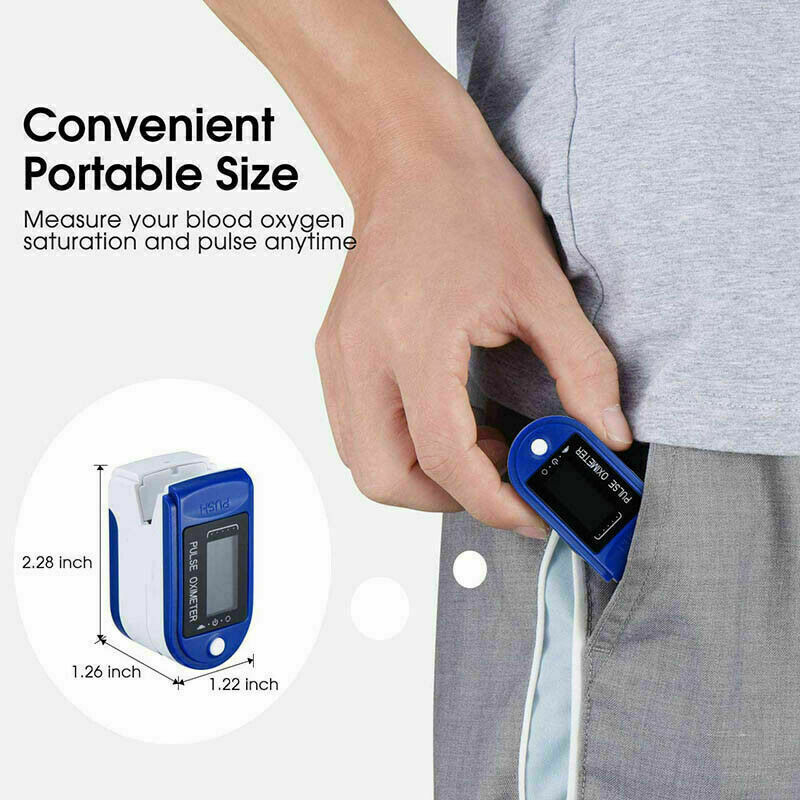 Convenient
Portable Size
Measure your blood oxygen
saturation and pulse anytime
PULSE OXIMETER
PUSH
PULSE OXIMETER
2.28 inch
1.26 inch
1.22 inch